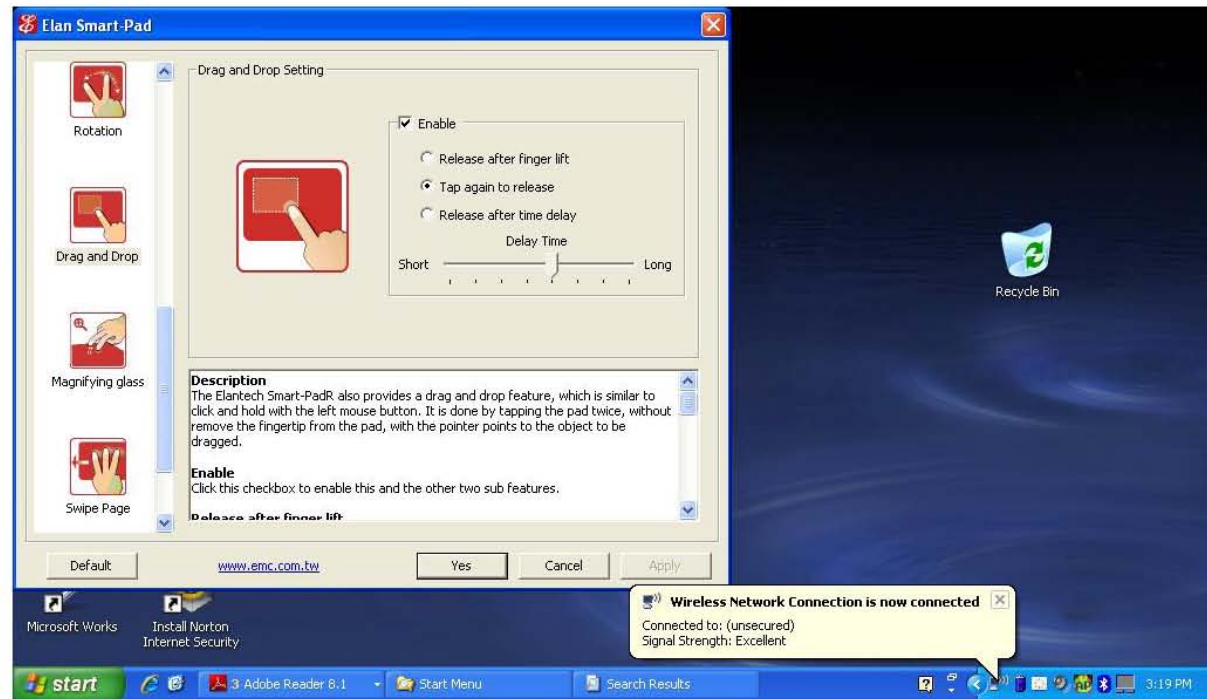 Elan Smart-Pad
Rotation
Drag and Drop
Magnifying glass
Swipe Page
Drag and Drop Setting
Enable
Release after finger lift
Tap again to release
Release after time delay
Delay Time
Short
Long
Description
The Elantech Smart-PadR also provides a drag and drop feature, which is similar to
click and hold with the left mouse button. It is done by tapping the pad twice, without
remove the fingertip from the pad, with the pointer points to the object to be
dragged.
Enable
Click this checkbox to enable this and the other two sub features.
Release after finger lift
Default
www.emc.com.tw
Yes
Cancel
Apply
Recycle Bin
Microsoft Works
Install Norton
Internet Security
Wireless Network Connection is now connected
Connected to: (unsecured)
Signal Strength: Excellent
start
3 Adobe Reader 8.1
Start Menu
Search Results
3:19 PM